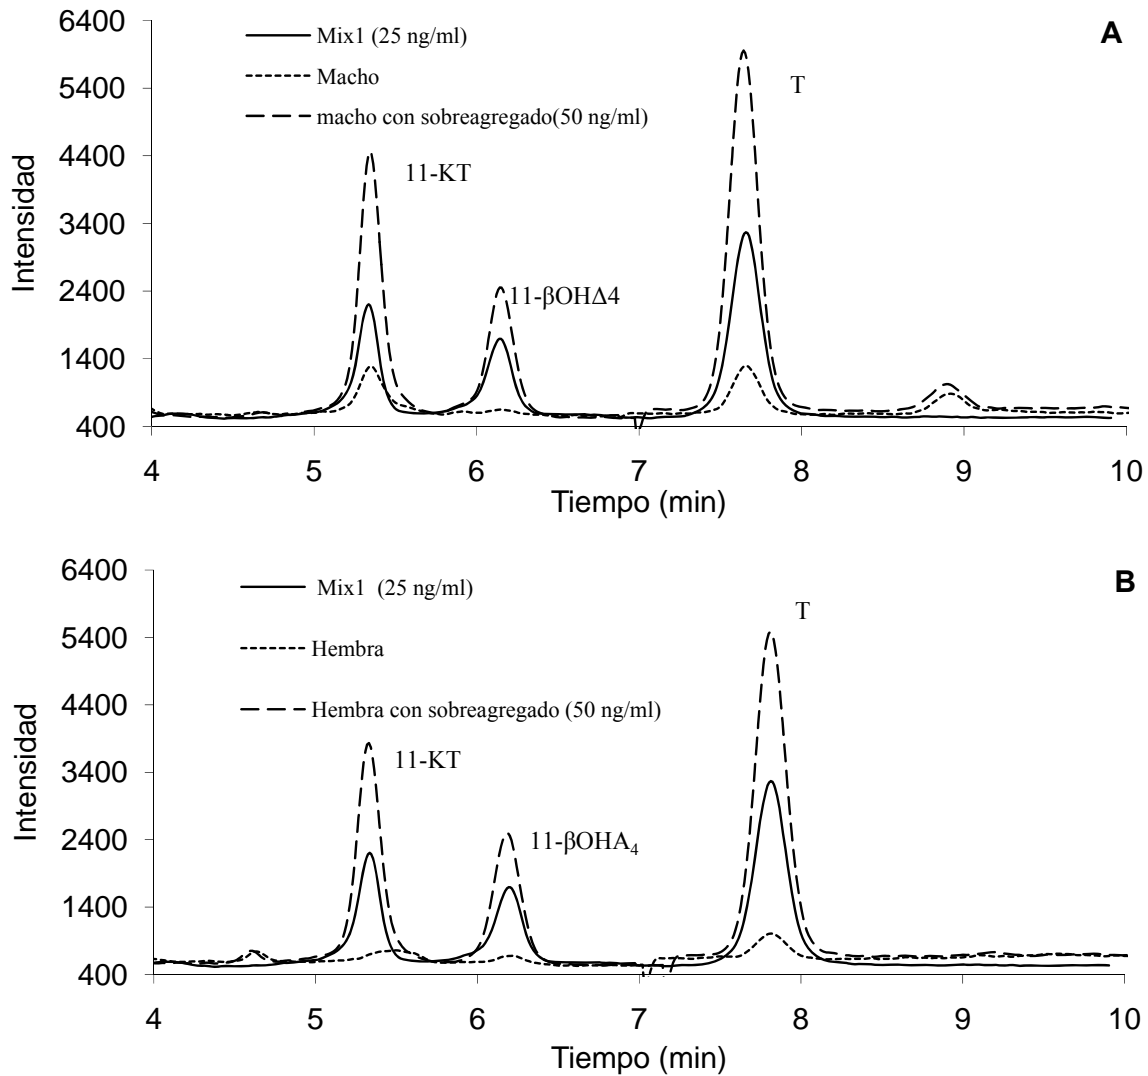 6400
A
Mix1 (25 ng/ml)
Macho
T
5400
macho con sobreagregado(50 ng/ml)
4400
11-KT
3400
2400
11-βOHΔ4
1400
400
Intensidad
4 5 6 7 8 9 10
Tiempo (min)
6400
B
Mix1 (25 ng/ml)
T
5400
Hembra
4400
Hembra con sobreagregado (50 ng/ml)
3400
11-KT
2400
11-βOHA4
1400
400
Intensidad
4 5 6 7 8 9 10
Tiempo (min)